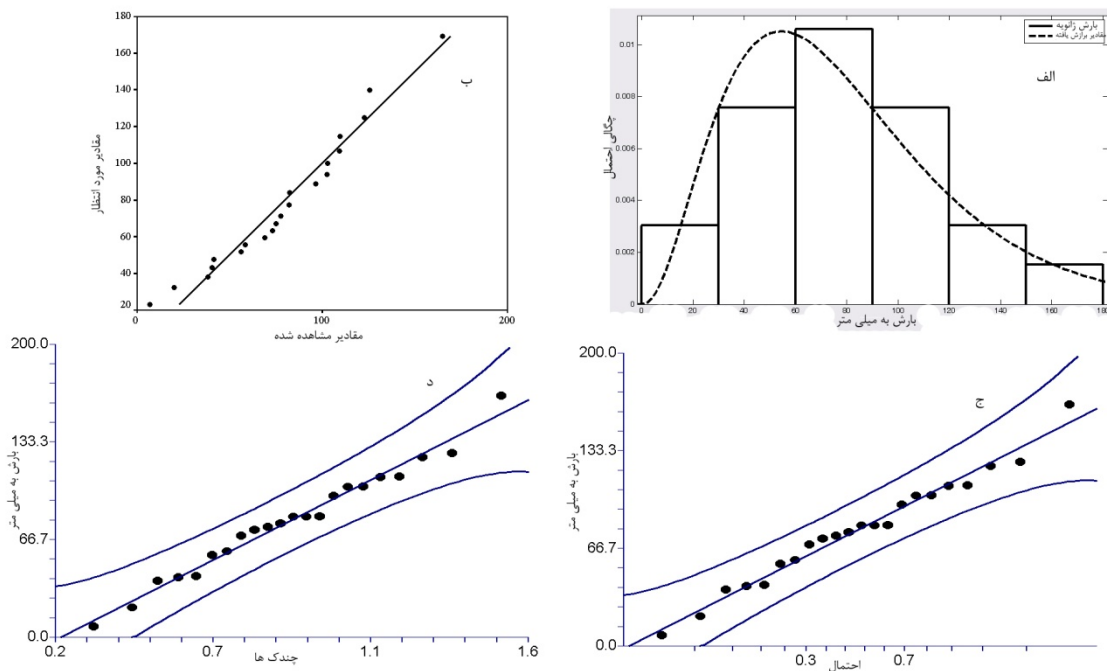 ب
مقادیر مورد انتظار
180
160
140
120
100
80
60
40
20
0
100
200
مقادیر مشاهده شده
الف
بارش ژانویه
مقادیر برازش یافته
چگالی احتمال
0.01
0.008
0.006
0.004
0.002
0
0 20 40 60 80 100 120 140 160 180
بارش به میلی متر
د
بارش به میلی متر
200.0
133.3
66.7
0.0
0.2 0.7 1.1 1.6
چندک ها
ج
بارش به میلی متر
200.0
133.3
66.7
0.0
0.3 0.7
احتمال